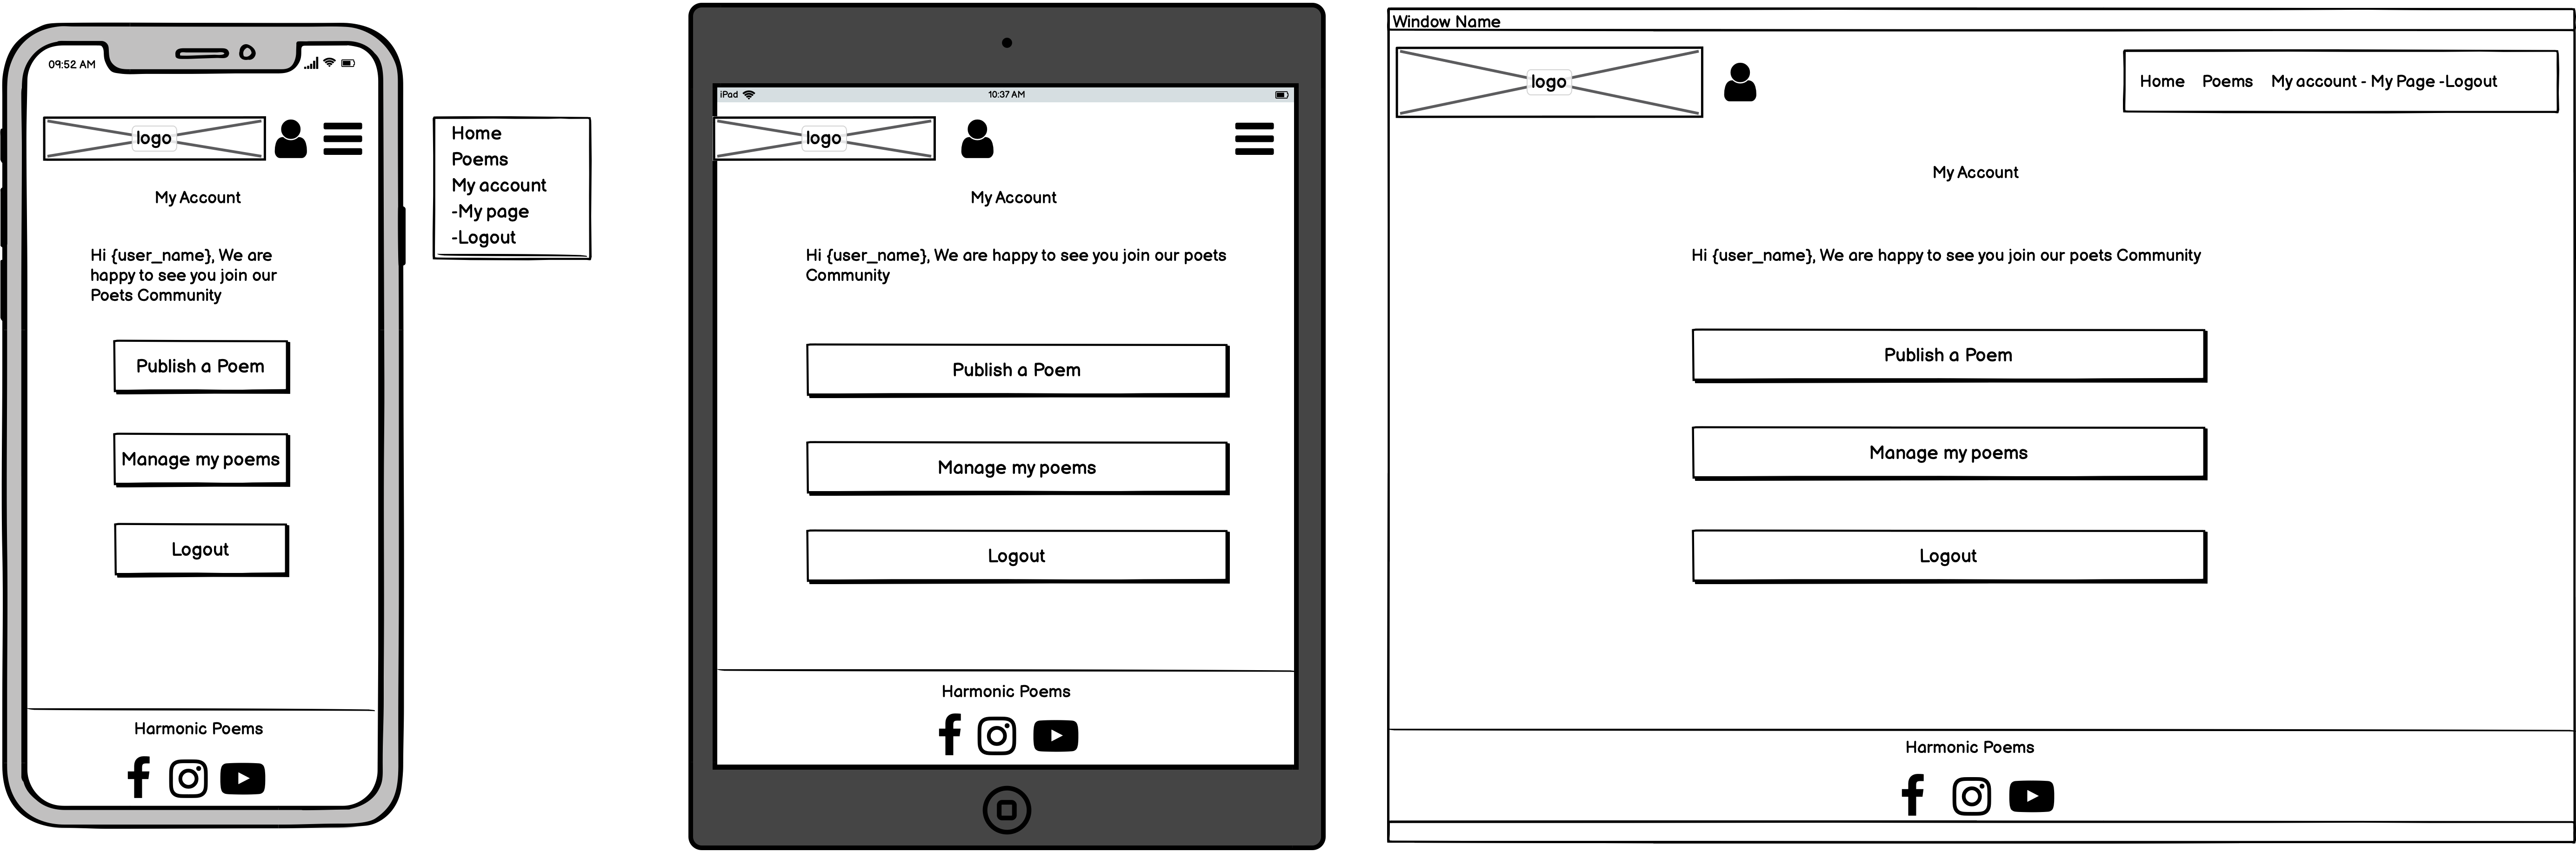 09:52 AM
logo
My Account
Hi {user_name}, We are
happy to see you join our
Poets Community
Publish a Poem
Manage my poems
Logout
Harmonic Poems
Home
Poems
My account
-My page
-Logout
iPad
10:37 AM
logo
My Account
Hi {user_name}, We are happy to see you join our poets
Community
Publish a Poem
Manage my poems
Logout
Harmonic Poems
Window Name
logo
Home Poems My account - My Page -Logout
My Account
Hi {user_name}, We are happy to see you join our poets Community
Publish a Poem
Manage my poems
Logout
Harmonic Poems